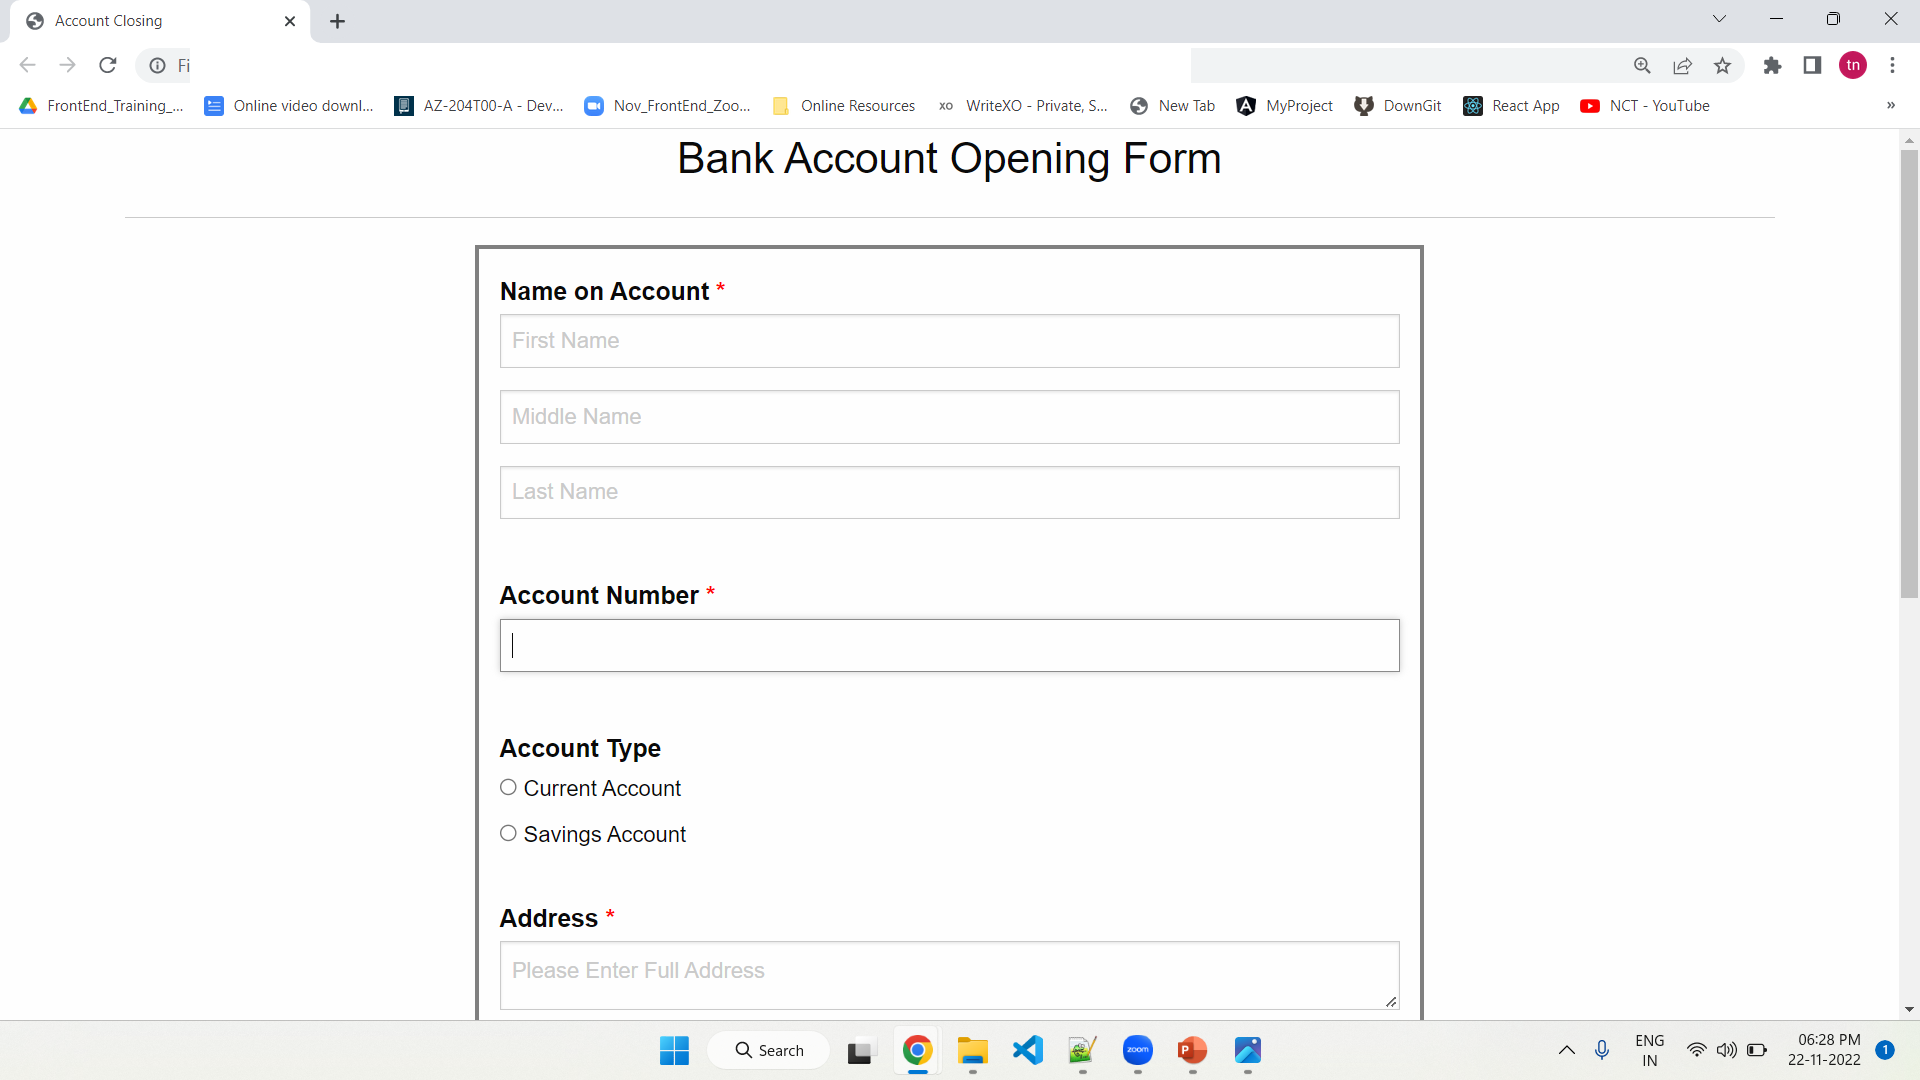 Account Closing
Fi
FrontEnd_Training_...
Online video downl...
AZ-204T00-A - Dev...
Nov_FrontEnd_Zoo...
Online Resources
XO WriteXO - Private, S...
New Tab
MyProject
DownGit
React App
NCT - YouTube
»
tn
Bank Account Opening Form
Name on Account *
First Name
Middle Name
Last Name
Account Number *
Account Type
Current Account
Savings Account
Address *
Please Enter Full Address
Search
zoom
P
ENG
IN
06:28 PM
22-11-2022
1